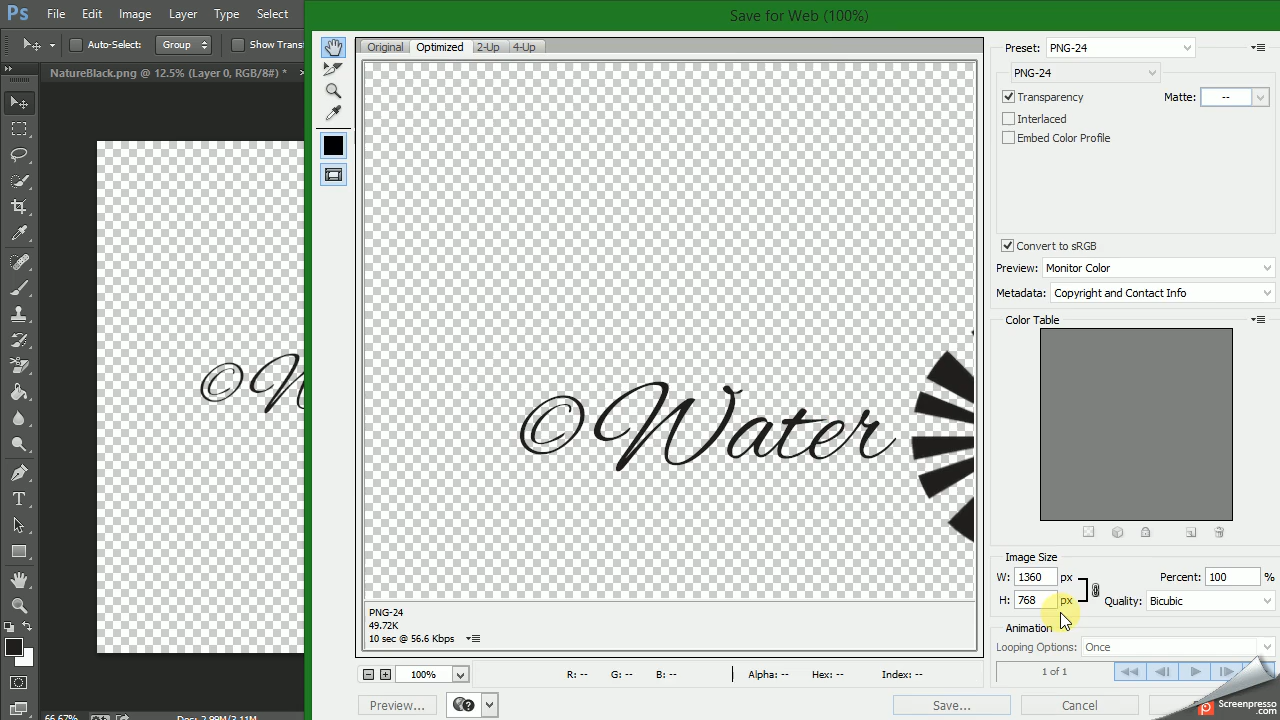 Ps File Edit Image Layer Type Select
Save for Web (100%)
Auto-Select: Group Show Transf
NatureBlack.png @ 12.5% (Layer 0, RGB/8#) *
Original Optimized 2-Up 4-Up
Preset: PNG-24
PNG-24
Transparency Matte: --
Interlaced
Embed Color Profile
Convert to sRGB
Preview: Monitor Color
Metadata: Copyright and Contact Info
Color Table
©W
©Water
Image Size
W: 1360 px Percent: 100 %
H: 768 px Quality: Bicubic
PNG-24
49.72K
10 sec @ 56.6 Kbps
Animation
Looping Options: Once
1 of 1
100% R: -- G: -- B: -- Alpha: -- Hex: -- Index: --
Preview... Save... Cancel
66.67% Doc: 2.99M/3.11M
Screenpresso
.com